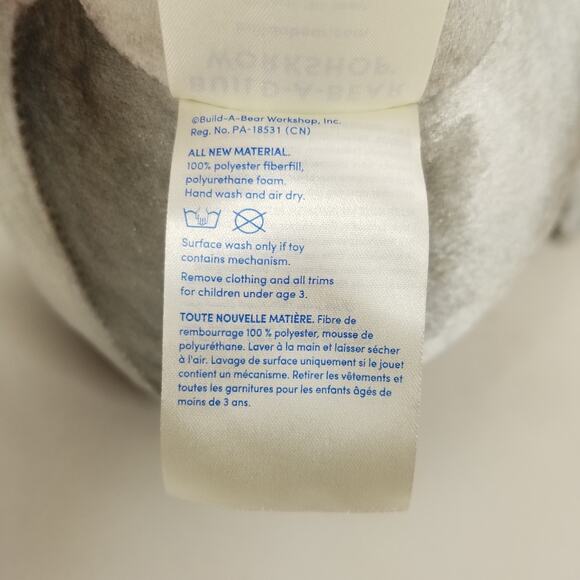 BUILD-A-BEAR
WORKSHOP
©Build-A-Bear Workshop, Inc.
Reg. No. PA-18531 (CN)
ALL NEW MATERIAL.
100% polyester fiberfill,
polyurethane foam.
Hand wash and air dry.
Surface wash only if toy
contains mechanism.
Remove clothing and all trims
for children under age 3.
TOUTE NOUVELLE MATIÈRE. Fibre de
rembourrage 100 % polyester, mousse de
polyuréthane. Laver à la main et laisser sécher
à l'air. Lavage de surface uniquement si le jouet
contient un mécanisme. Retirer les vêtements et
toutes les garnitures pour les enfants âgés de
moins de 3 ans.